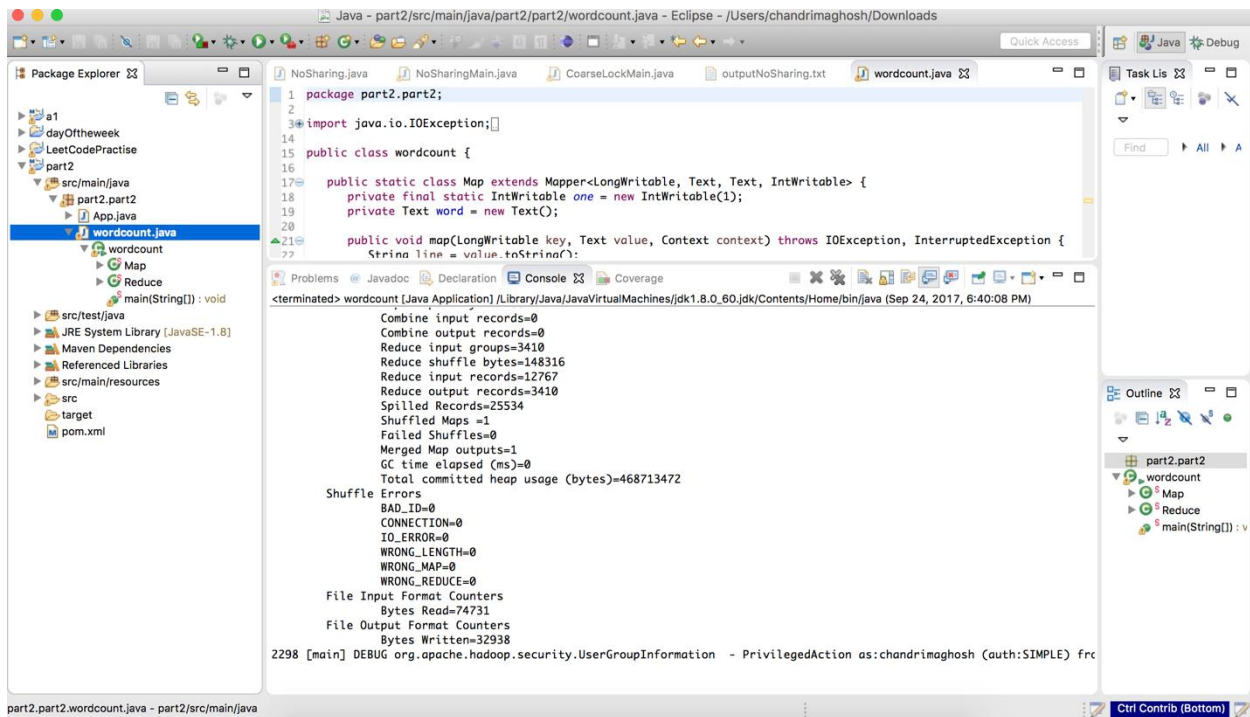 Java - part2/src/main/java/part2/part2/wordcount.java - Eclipse - /Users/chandrimaghosh/Downloads
Quick Access
Java
Debug
Package Explorer
a1
dayOftheweek
LeetCodePractise
part2
src/main/java
part2.part2
App.java
wordcount.java
wordcount
Map
Reduce
main(String[]) : void
src/test/java
JRE System Library [JavaSE-1.8]
Maven Dependencies
Referenced Libraries
src/main/resources
src
target
pom.xml
NoSharing.java NoSharingMain.java CoarseLockMain.java outputNoSharing.txt wordcount.java
1 package part2.part2;
2
3 import java.io.IOException;
14
15 public class wordcount {
16
17 public static class Map extends Mapper<LongWritable, Text, Text, IntWritable> {
18 private final static IntWritable one = new IntWritable(1);
19 private Text word = new Text();
20
21 public void map(LongWritable key, Text value, Context context) throws IOException, InterruptedException {
22 String line = value.toString();
Problems Javadoc Declaration Console Coverage
<terminated> wordcount [Java Application] /Library/Java/JavaVirtualMachines/jdk1.8.0_60.jdk/Contents/Home/bin/java (Sep 24, 2017, 6:40:08 PM)
Combine input records=0
Combine output records=0
Reduce input groups=3410
Reduce shuffle bytes=148316
Reduce input records=12767
Reduce output records=3410
Spilled Records=25534
Shuffled Maps =1
Failed Shuffles=0
Merged Map outputs=1
GC time elapsed (ms)=0
Total committed heap usage (bytes)=468713472
Shuffle Errors
BAD_ID=0
CONNECTION=0
IO_ERROR=0
WRONG_LENGTH=0
WRONG_MAP=0
WRONG_REDUCE=0
File Input Format Counters
Bytes Read=74731
File Output Format Counters
Bytes Written=32938
2298 [main] DEBUG org.apache.hadoop.security.UserGroupInformation - PrivilegedAction as:chandrimaghosh (auth:SIMPLE) frc
Task Lis
Find All A
Outline
part2.part2
wordcount
Map
Reduce
main(String[]) : v
part2.part2.wordcount.java - part2/src/main/java
Ctrl Contrib (Bottom)